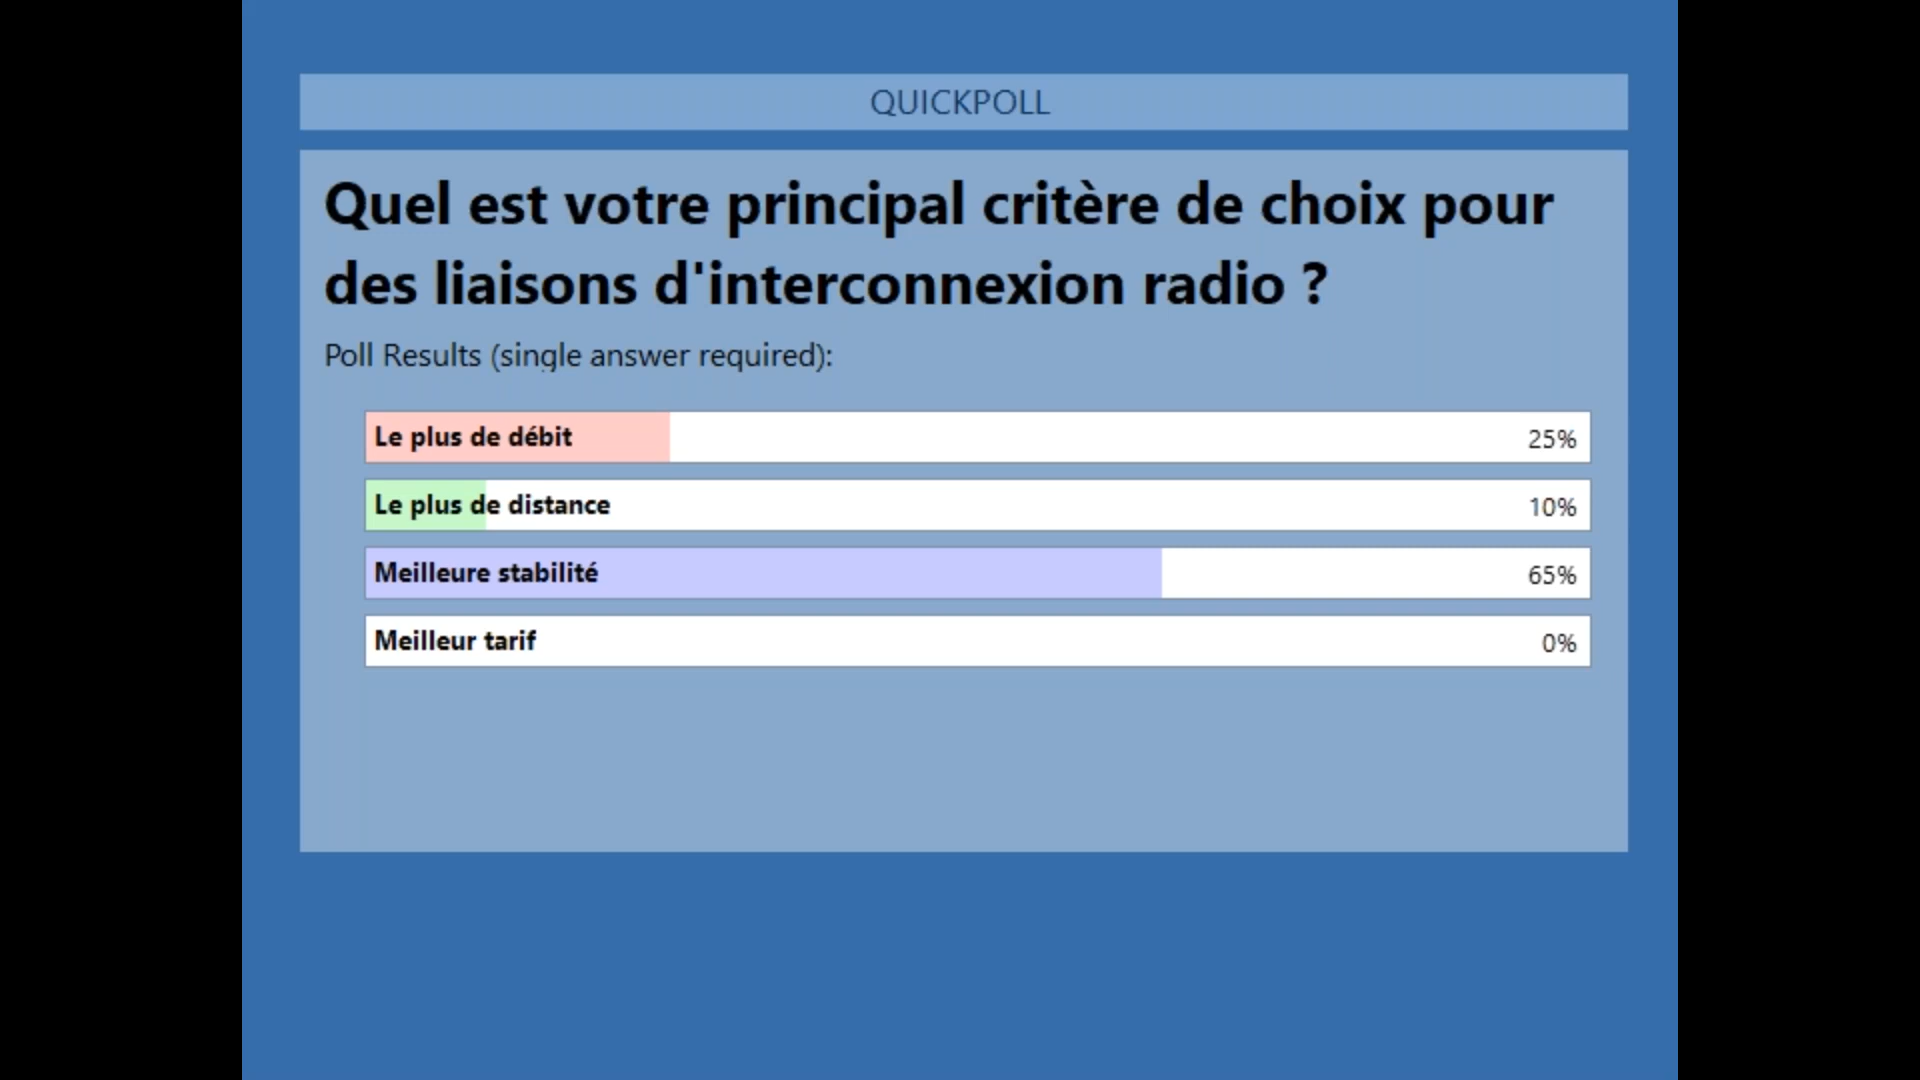 QUICKPOLL
Quel est votre principal critère de choix pour
des liaisons d'interconnexion radio ?
Poll Results (single answer required):
Le plus de débit 25%
Le plus de distance 10%
Meilleure stabilité 65%
Meilleur tarif 0%